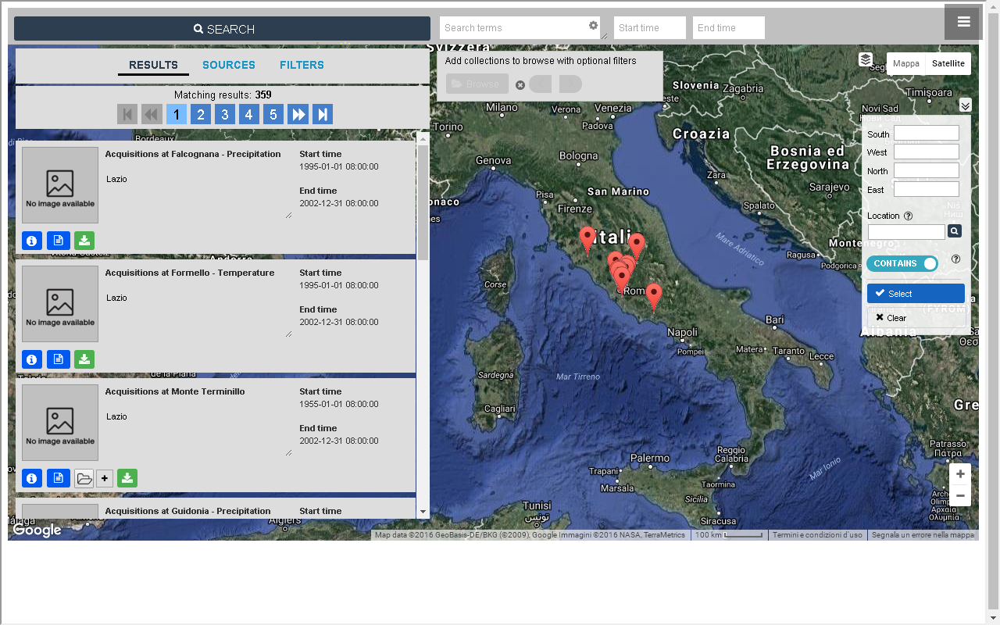 SEARCH
Search terms
Start time
End time
RESULTS
SOURCES
FILTERS
Matching results: 359
1 2 3 4 5
Acquisitions at Falcognana - Precipitation
Lazio
Start time
1995-01-01 08:00:00
End time
2002-12-31 08:00:00
No image available
Acquisitions at Formello - Temperature
Lazio
Start time
1995-01-01 08:00:00
End time
2002-12-31 08:00:00
No image available
Acquisitions at Monte Terminillo
Lazio
Start time
1955-01-01 08:00:00
End time
2002-12-31 08:00:00
No image available
Acquisitions at Guidonia - Precipitation
Start time
Add collections to browse with optional filters
Browse
Mappa
Satellite
South
West
North
East
Location
CONTAINS
Select
Clear
Svizzera
Slovenia
Zagabria
Timișoara
Novi Sad
Нови Сад
Milano
Verona
Venezia
Trieste
Padova
Torino
Croazia
Bordeaux
Genova
Bologna
Bosnia ed
Erzegovina
Zara
Sarajevo
Pisa
San Marino
Firenze
Spalato
Niš
Ниш
Monaco
Italia
Mare Adriatico
Montenegro
Ragusa
Podgorica
Corse
Andorra
Roma
(FYROM)
Bari
Albania
Napoli
Pompei
Matera
Taranto
Lecce
Sardegna
Mar Tirreno
Cagliari
Palermo
Reggio
Calabria
Mar Ionio
Trapani
Marsala
Taormina
Sicilia
Siracusa
Patrasso
Πάτρα
Tunisi
تونس
Algiers
Google
Map data ©2016 GeoBasis-DE/BKG (©2009), Google Immagini ©2016 NASA, TerraMetrics
100 km
Termini e condizioni d'uso
Segnala un errore nella mappa